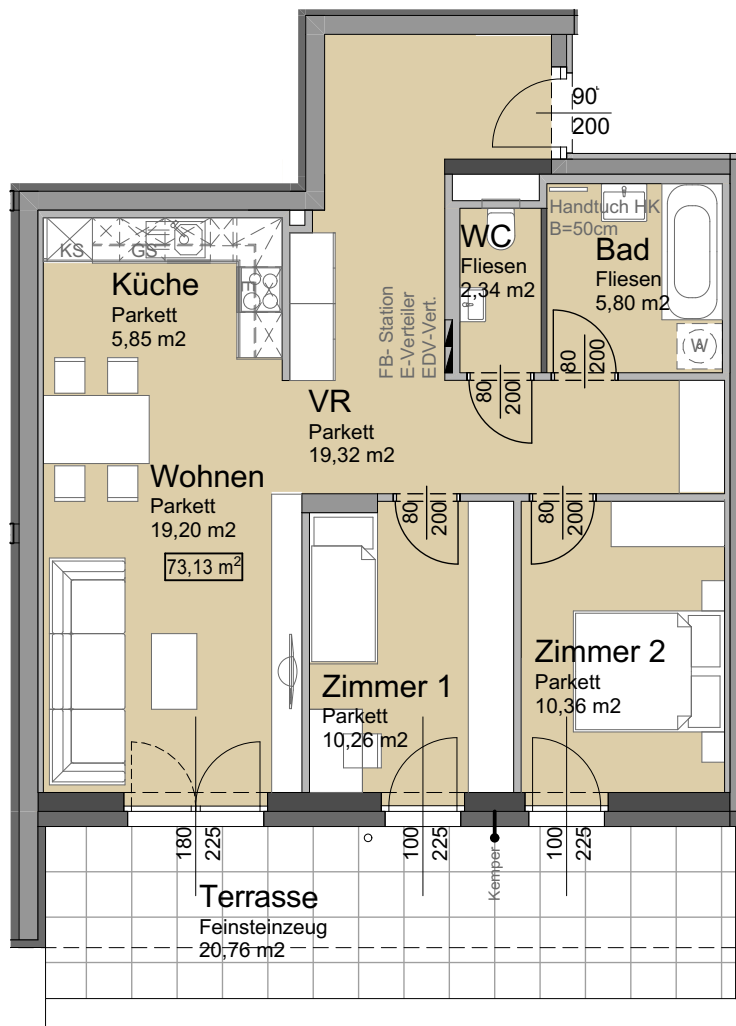 90
200
Handtuch HK
B=50cm
WC
Fliesen
2,34 m2
Bad
Fliesen
5,80 m2
KS
GS
Küche
Parkett
5,85 m2
FB- Station
E-Verteiler
EDV-Vert.
W
80
200
80
200
VR
Parkett
19,32 m2
Wohnen
Parkett
19,20 m2
73,13 m²
80
200
80
200
Zimmer 1
Parkett
10,26 m2
Zimmer 2
Parkett
10,36 m2
180
225
100
225
100
225
Kemper
Terrasse
Feinsteinzeug
20,76 m2